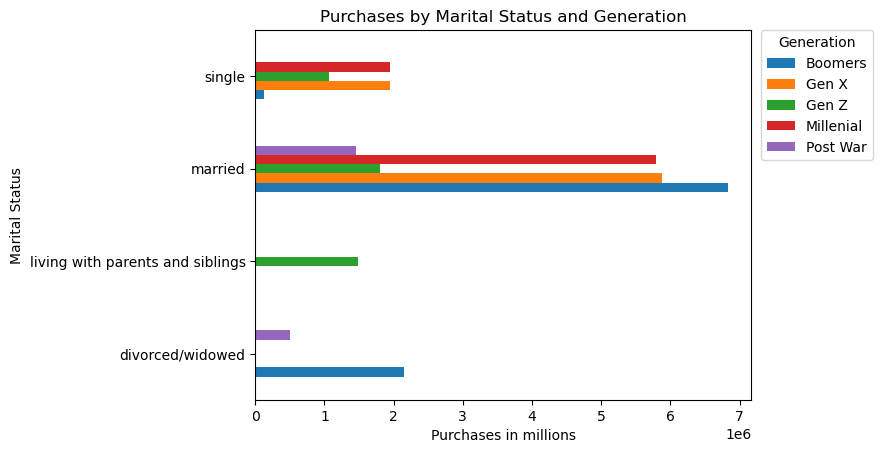 Purchases by Marital Status and Generation
Generation
Boomers
Gen X
Gen Z
Millenial
Post War
Marital Status
single
married
living with parents and siblings
divorced/widowed
0 1 2 3 4 5 6 7
1e6
Purchases in millions